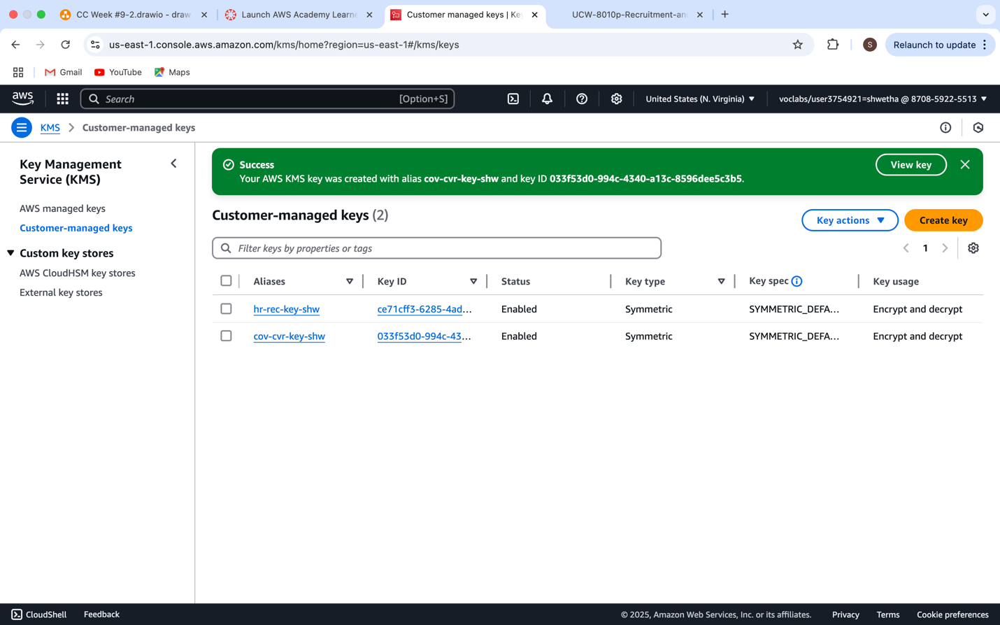 CC Week #9-2.drawio - draw
Launch AWS Academy Learne
Customer managed keys | Ke
UCW-8010p-Recruitment-an
us-east-1.console.aws.amazon.com/kms/home?region=us-east-1#/kms/keys
S
Relaunch to update
Gmail
YouTube
Maps
aws
Search
[Option+S]
United States (N. Virginia)
voclabs/user3754921=shwetha @ 8708-5922-5513
KMS
Customer-managed keys
Key Management
Service (KMS)
AWS managed keys
Customer-managed keys
Custom key stores
AWS CloudHSM key stores
External key stores
Success
Your AWS KMS key was created with alias cov-cvr-key-shw and key ID 033f53d0-994c-4340-a13c-8596dee5c3b5.
View key
Customer-managed keys (2)
Key actions
Create key
Filter keys by properties or tags
1
Aliases Key ID Status Key type Key spec Key usage
hr-rec-key-shw ce71cff3-6285-4ad... Enabled Symmetric SYMMETRIC_DEFA... Encrypt and decrypt
cov-cvr-key-shw 033f53d0-994c-43... Enabled Symmetric SYMMETRIC_DEFA... Encrypt and decrypt
CloudShell
Feedback
© 2025, Amazon Web Services, Inc. or its affiliates.
Privacy
Terms
Cookie preferences